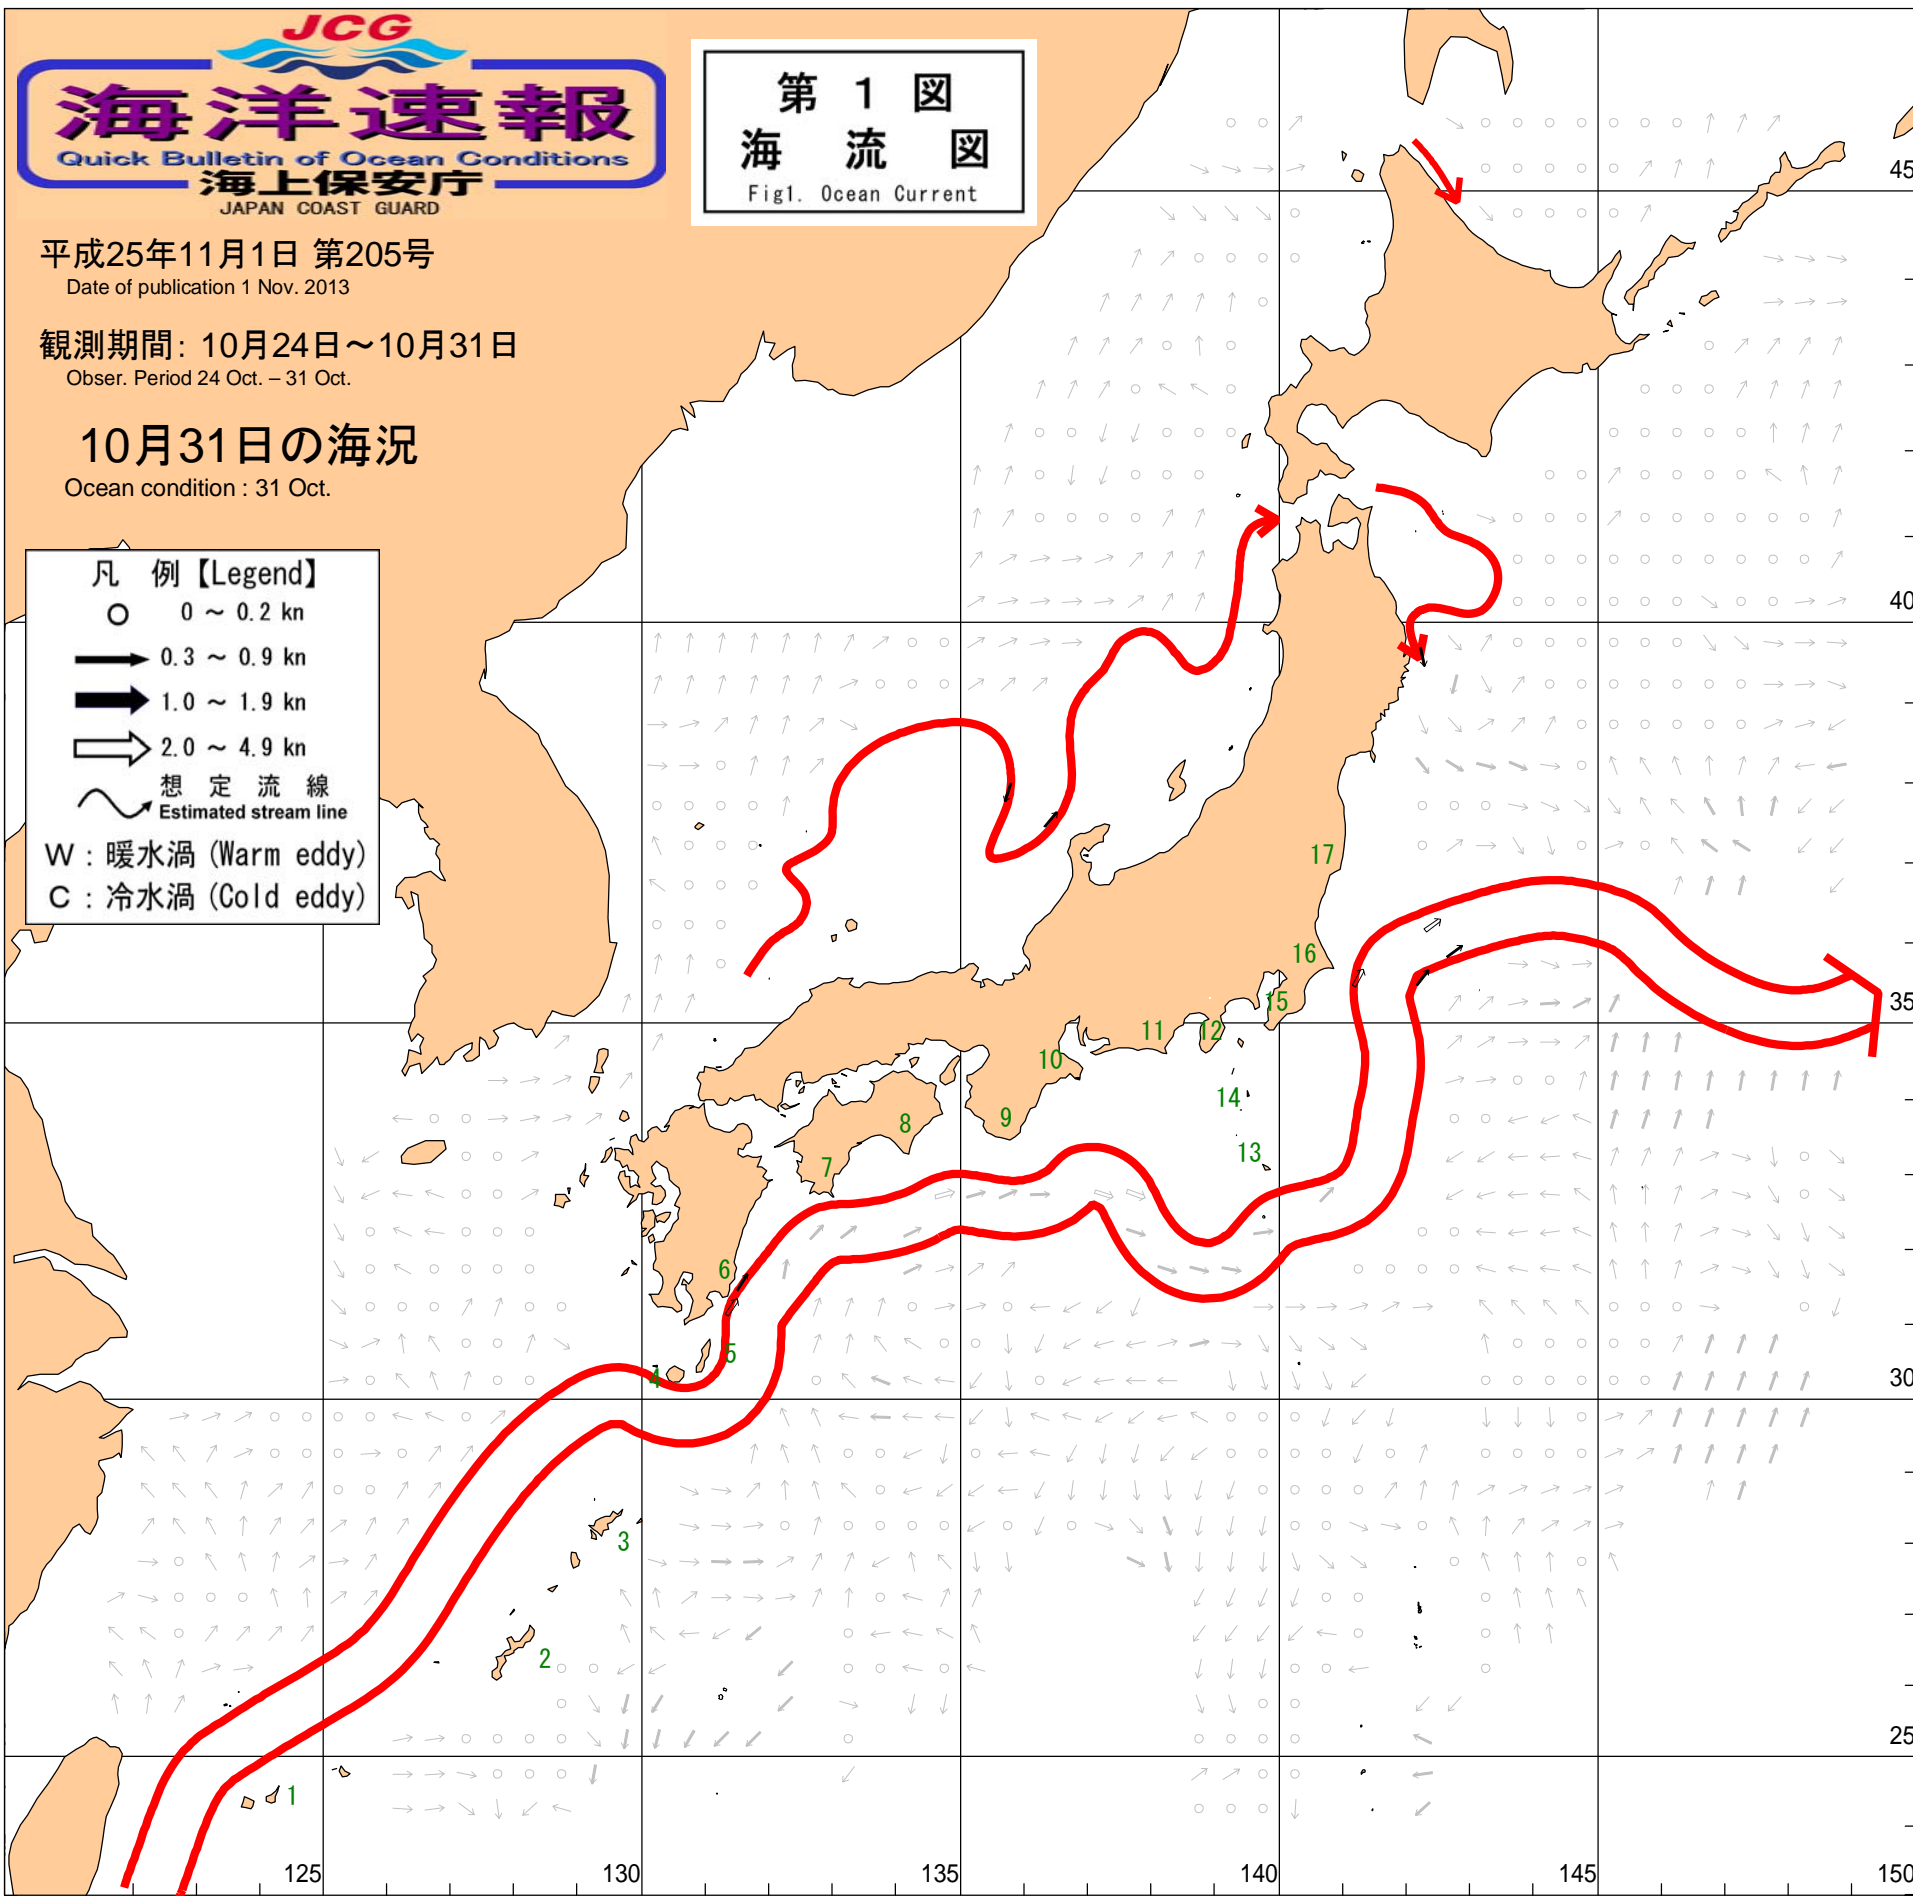 JCG
海洋速報
Quick Bulletin of Ocean Conditions
海上保安庁
JAPAN COAST GUARD
第 1 図
海 流 図
Fig1. Ocean Current
平成25年11月1日 第205号
Date of publication 1 Nov. 2013
観測期間: 10月24日～10月31日
Obser. Period 24 Oct. – 31 Oct.
10月31日の海況
Ocean condition : 31 Oct.
凡 例【Legend】
0 ～ 0.2 kn
0.3 ～ 0.9 kn
1.0 ～ 1.9 kn
2.0 ～ 4.9 kn
想 定 流 線
Estimated stream line
W : 暖水渦 (Warm eddy)
C : 冷水渦 (Cold eddy)
45
40
17
16
35
15
12
11
10
14
9
8
13
7
6
5
4
30
3
2
25
1
125
130
135
140
145
150